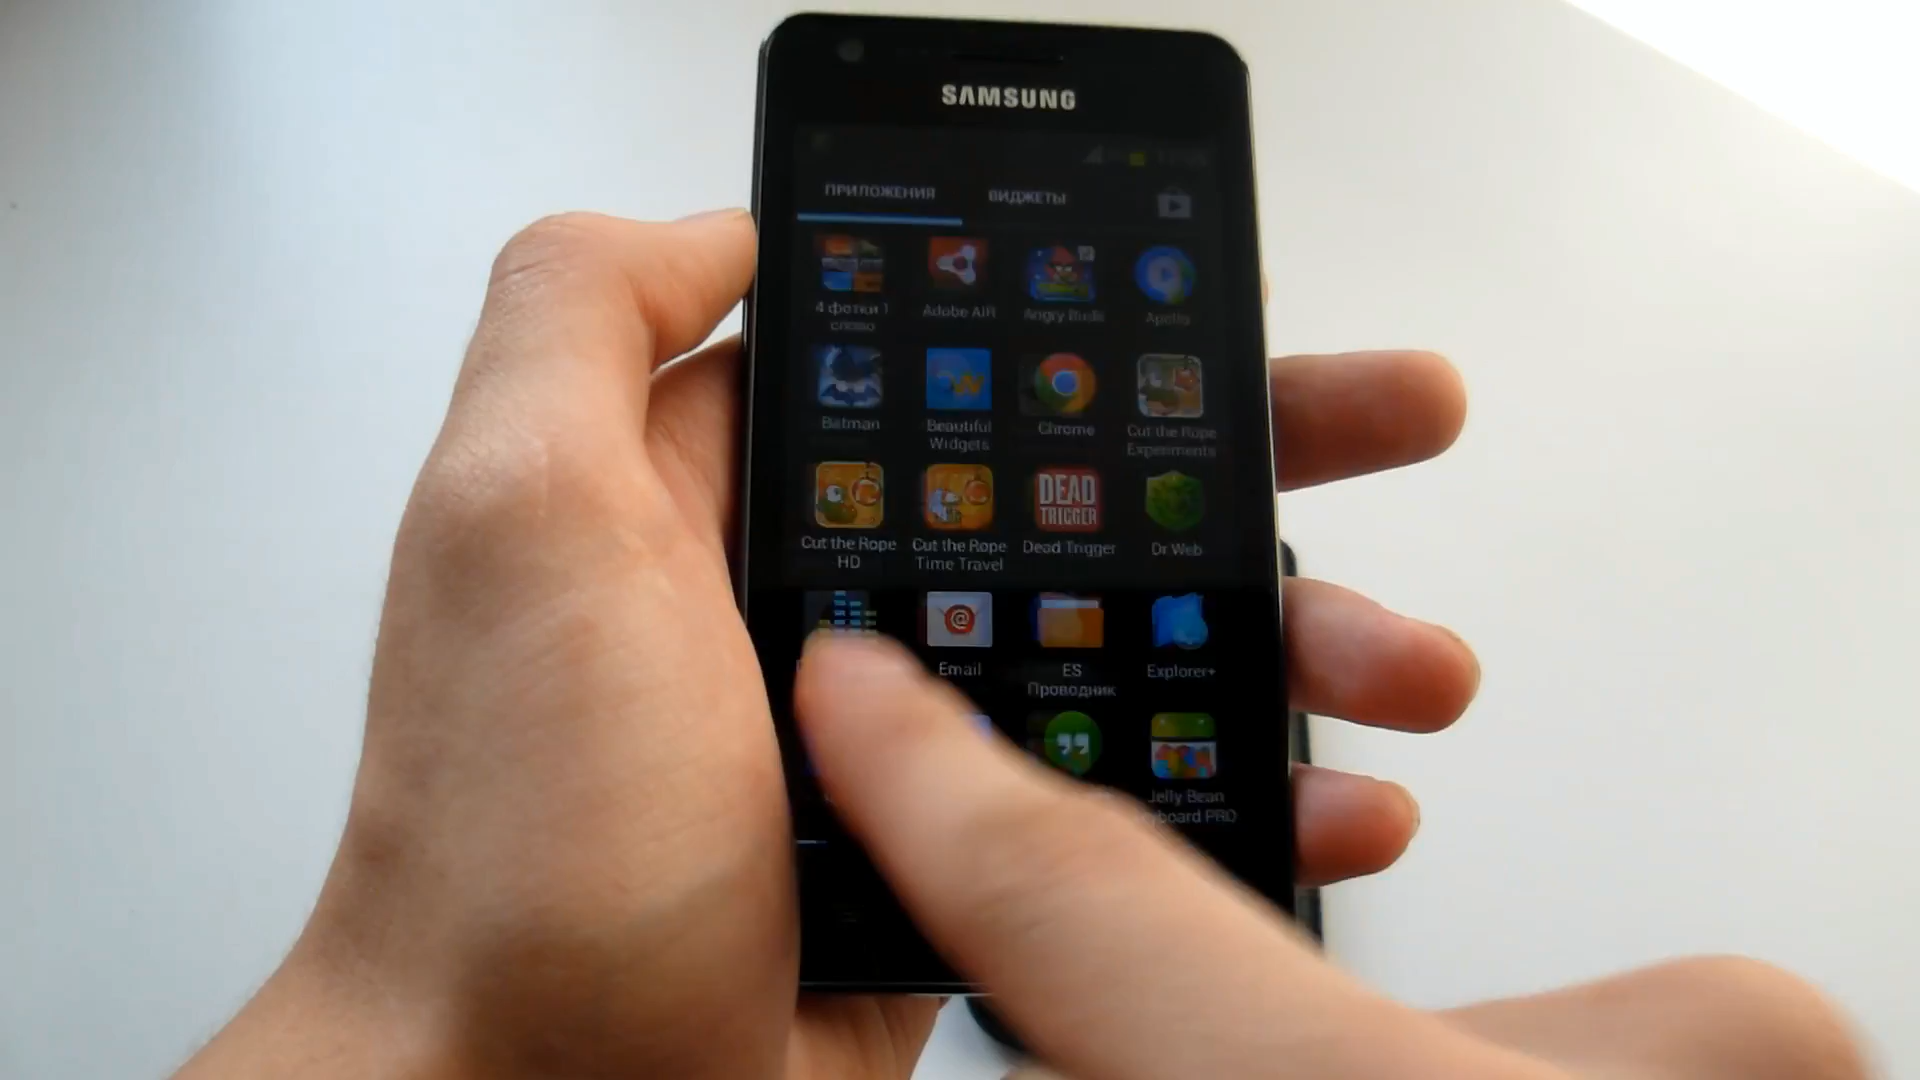 SAMSUNG
ПРИЛОЖЕНИЯ ВИДЖЕТЫ
4 фотки 1 Adobe AIR Angry Birds Apollo
слово
Batman Beautiful Chrome Cut the Rope
Widgets Experiments
DEAD
TRIGGER
Cut the Rope Cut the Rope Dead Trigger Dr.Web
HD Time Travel
@
Email ES Explorer+
Проводник
Jelly Bean
PRO